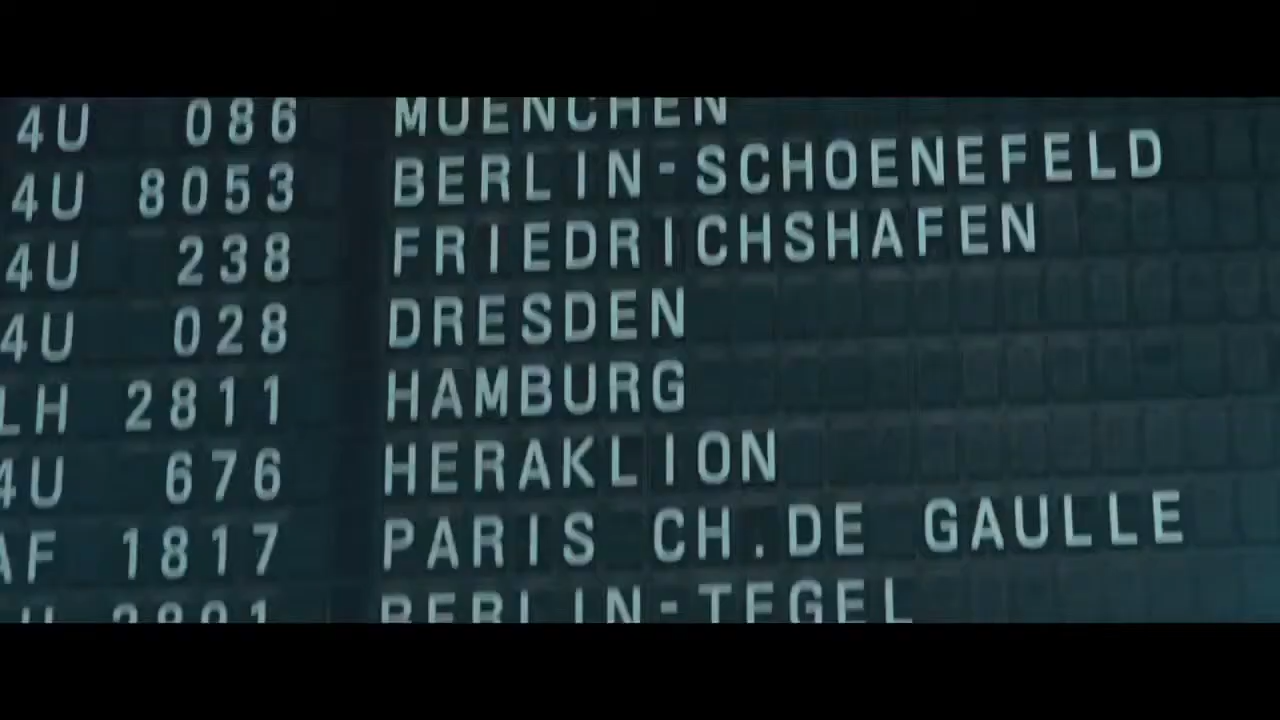 4U 086 MUENCHEN
4U 8053 BERLIN-SCHOENEFELD
4U 238 FRIEDRICHSHAFEN
4U 028 DRESDEN
LH 2811 HAMBURG
4U 676 HERAKLION
AF 1817 PARIS CH.DE GAULLE
BERLIN-TEGEL